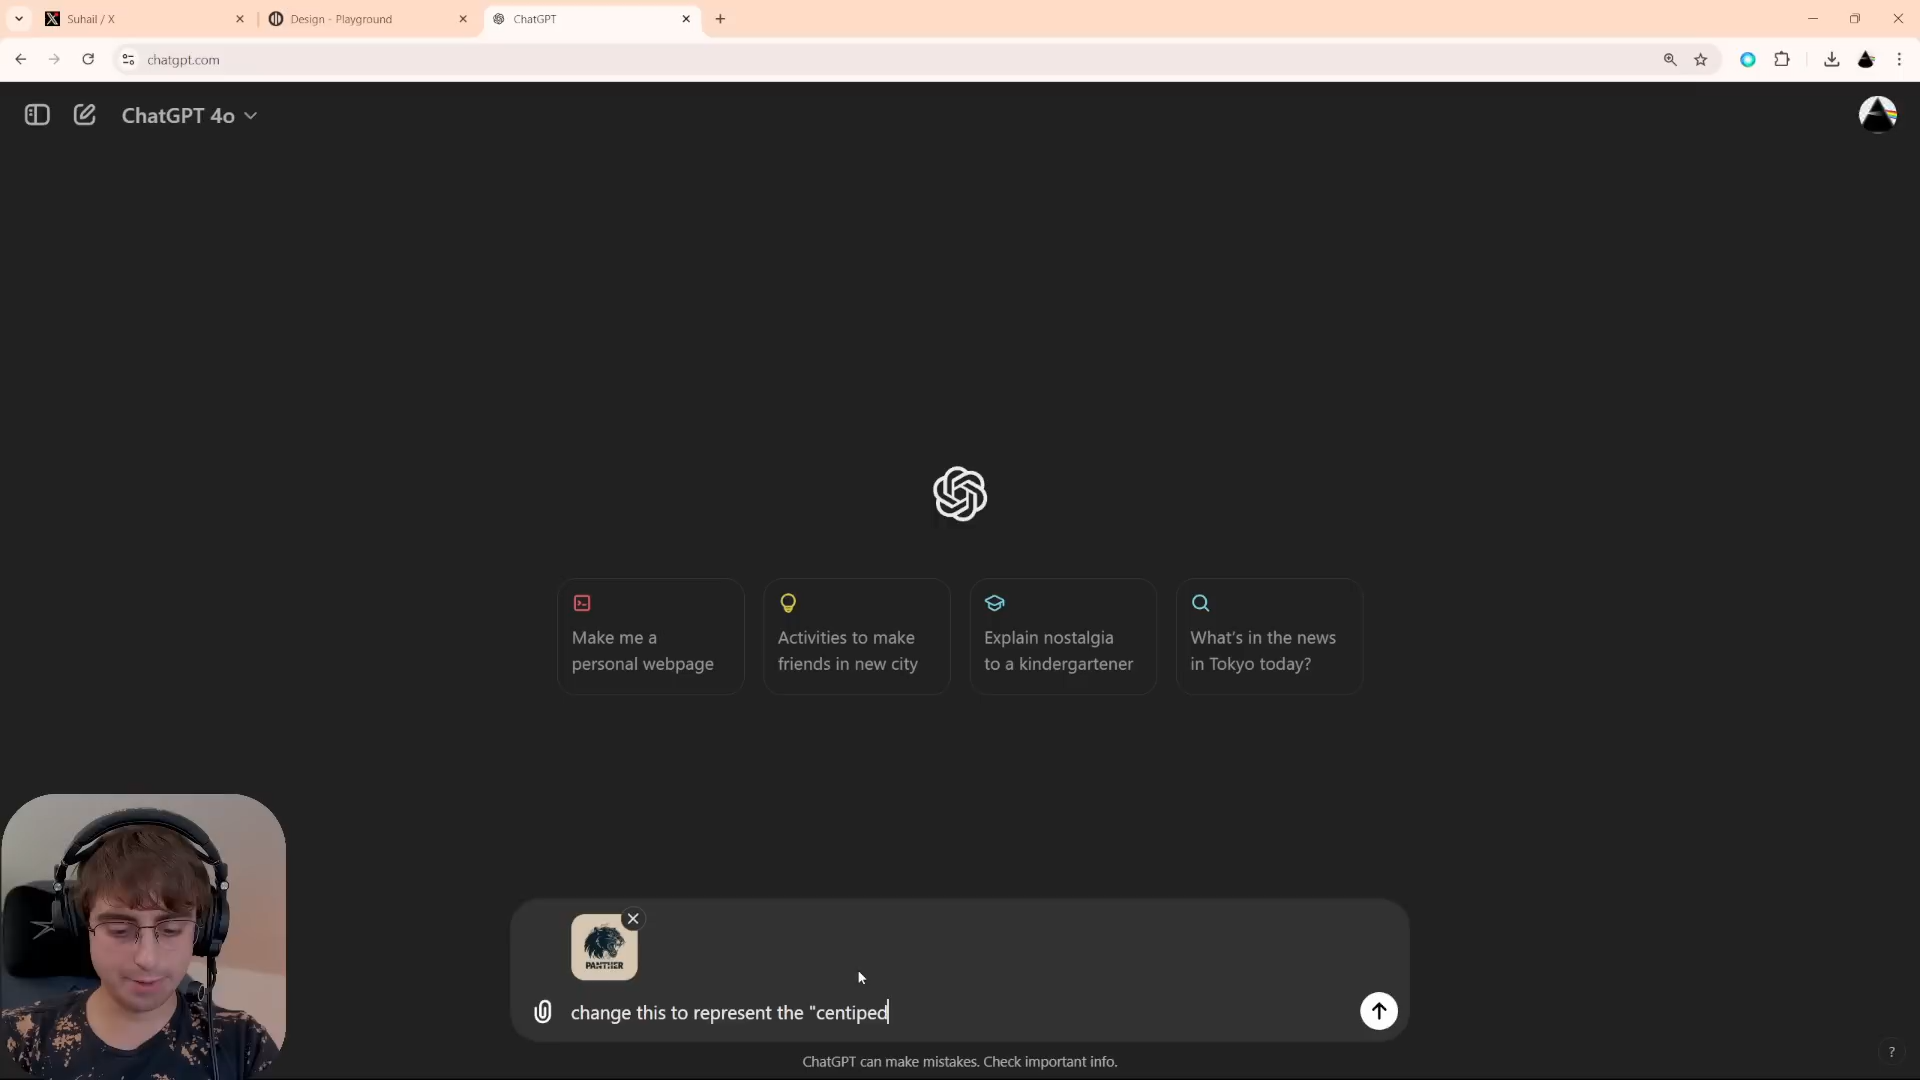 Suhail / X
Design - Playground
ChatGPT
chatgpt.com
ChatGPT 4o
Make me a
personal webpage
Activities to make
friends in new city
Explain nostalgia
to a kindergartener
What's in the news
in Tokyo today?
PANTHER
change this to represent the "centiped
ChatGPT can make mistakes. Check important info.
?